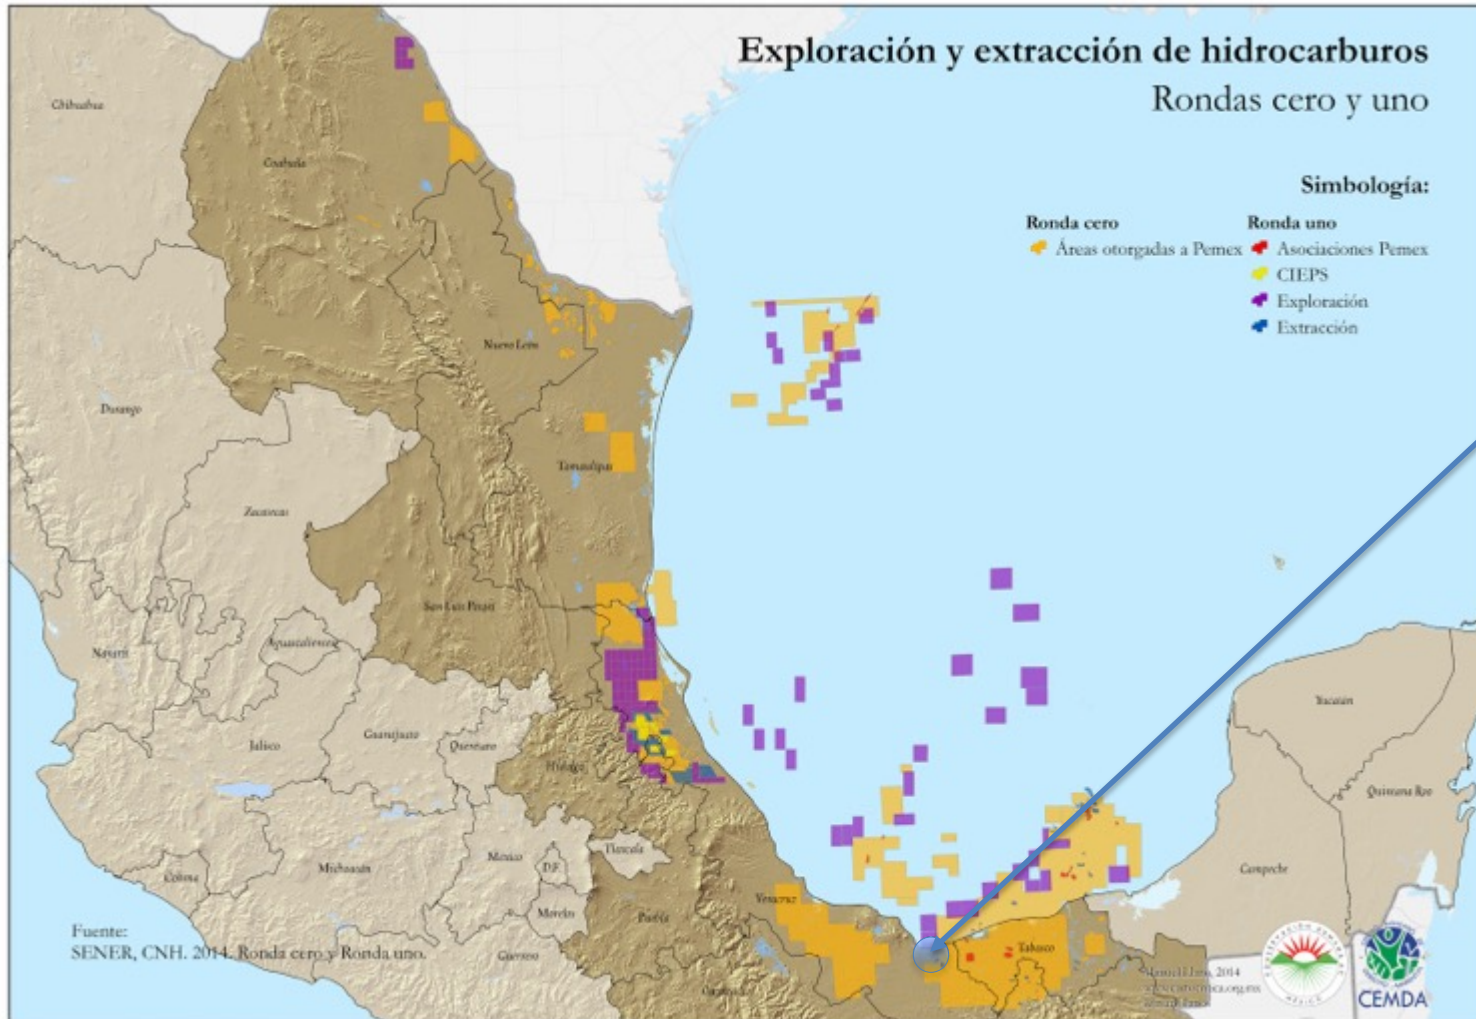 Exploración y extracción de hidrocarburos
Rondas cero y uno
Simbología:
Ronda cero
Áreas otorgadas a Pemex
Ronda uno
Asociaciones Pemex
CIEPS
Exploración
Extracción
Chihuahua
Coahuila
Nuevo León
Durango
Tamaulipas
Zacatecas
San Luis Potosí
Aguascalientes
Nayarit
Jalisco
Guanajuato
Querétaro
Hidalgo
Yucatán
Quintana Roo
Campeche
Colima
Michoacán
México
D.F.
Tlaxcala
Morelos
Puebla
Veracruz
Guerrero
Tabasco
Fuente:
SENER, CNH. 2014. Ronda cero y Ronda uno.
CEMDA